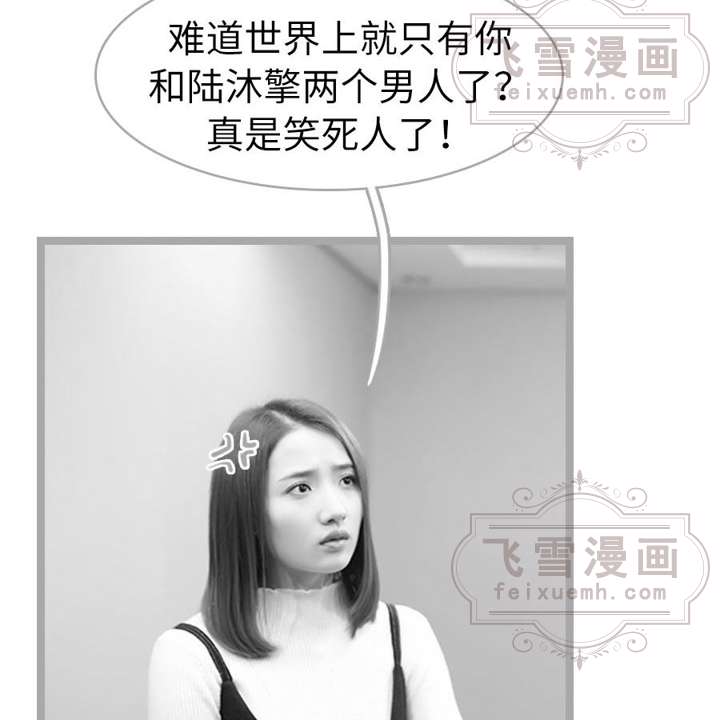 难道世界上就只有你
和陆沐擎两个男人了？
真是笑死人了！
飞雪漫画
feixuemh.com
飞雪漫画
feixuemh.com